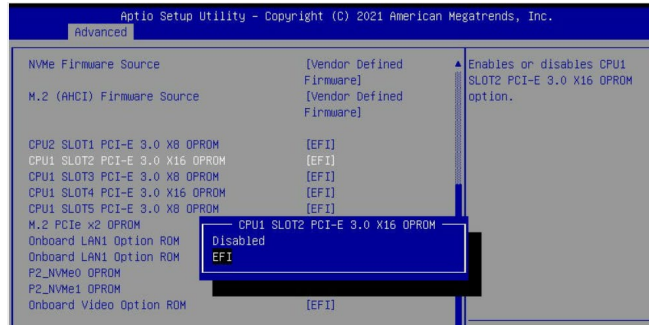 Aptio Setup Utility – Copyright (C) 2021 American Megatrends, Inc.
Advanced
NVMe Firmware Source [Vendor Defined Firmware]
M.2 (AHCI) Firmware Source [Vendor Defined Firmware]
CPU2 SLOT1 PCI-E 3.0 X8 OPROM [EFI]
CPU1 SLOT2 PCI-E 3.0 X16 OPROM [EFI]
CPU1 SLOT3 PCI-E 3.0 X8 OPROM [EFI]
CPU1 SLOT4 PCI-E 3.0 X16 OPROM [EFI]
CPU1 SLOT5 PCI-E 3.0 X8 OPROM [EFI]
M.2 PCIe x2 OPROM
Onboard LAN1 Option ROM
Onboard LAN1 Option ROM
P2_NVMe0 OPROM
P2_NVMe1 OPROM
Onboard Video Option ROM [EFI]
CPU1 SLOT2 PCI-E 3.0 X16 OPROM
Disabled
EFI
Enables or disables CPU1
SLOT2 PCI-E 3.0 X16 OPROM
option.